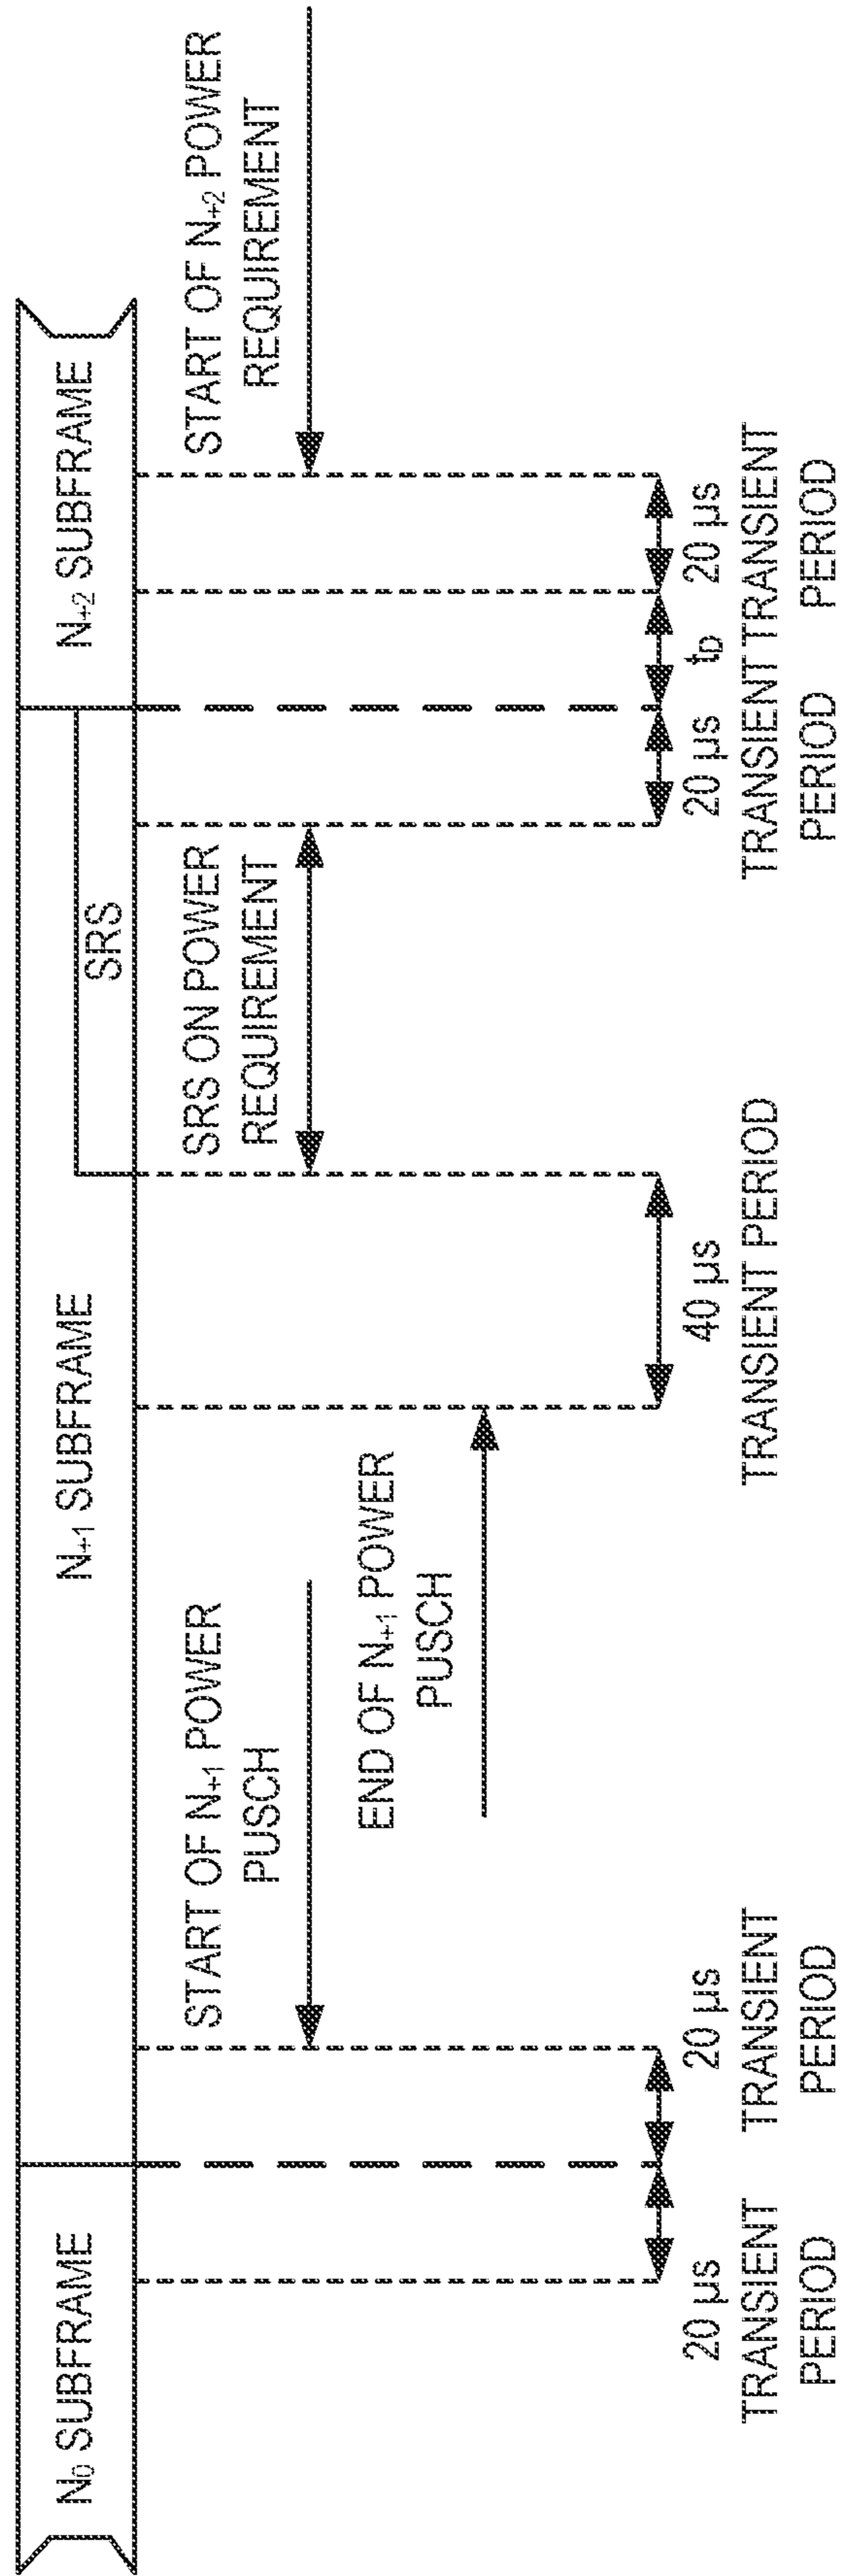 N₀ SUBFRAME
N₊₁ SUBFRAME
N₊₂ SUBFRAME
SRS
START OF N₊₁ POWER
PUSCH
SRS ON POWER
REQUIREMENT
START OF N₊₂ POWER
REQUIREMENT
END OF N₊₁ POWER
PUSCH
20 µs
TRANSIENT
PERIOD
20 µs
TRANSIENT
PERIOD
40 µs
TRANSIENT PERIOD
20 µs
TRANSIENT
PERIOD
t_D
20 µs
TRANSIENT
PERIOD